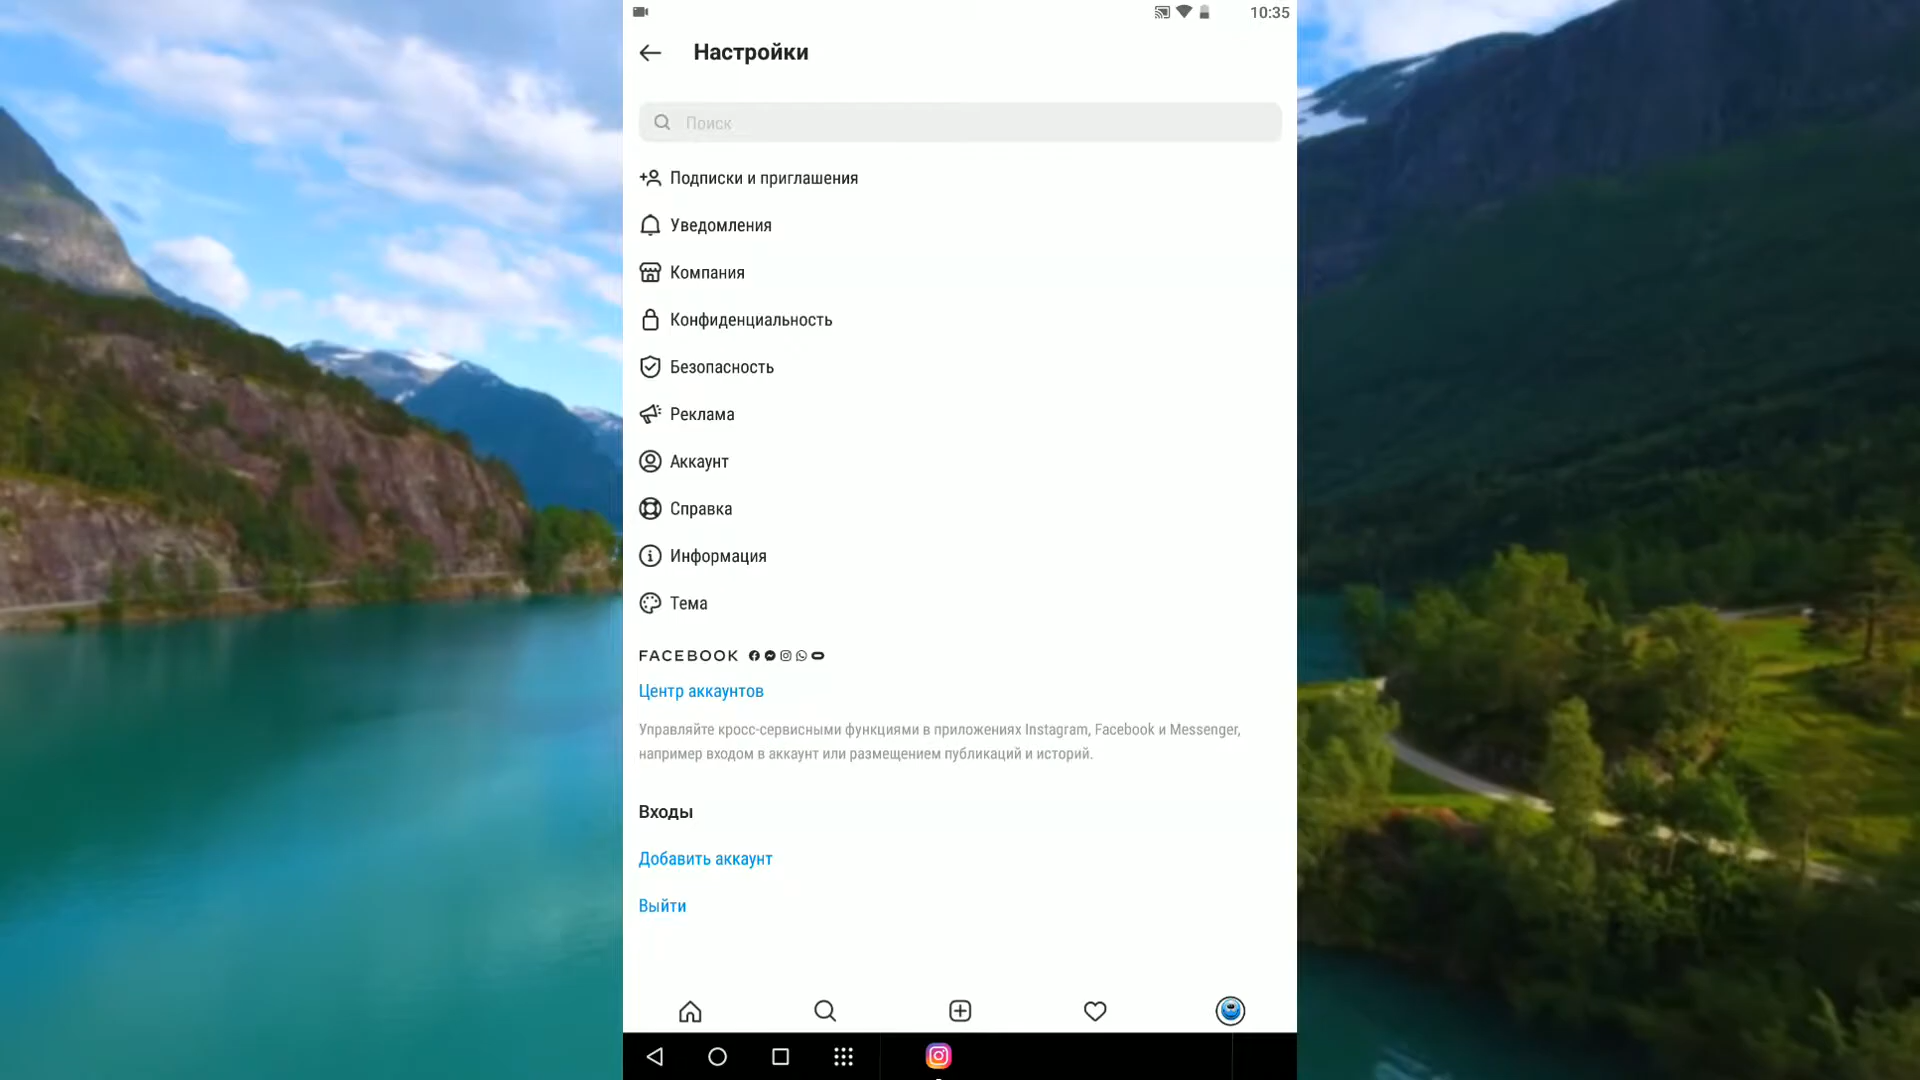 10:35
Настройки
Поиск
Подписки и приглашения
Уведомления
Компания
Конфиденциальность
Безопасность
Реклама
Аккаунт
Справка
Информация
Тема
FACEBOOK
Центр аккаунтов
Управляйте кросс-сервисными функциями в приложениях Instagram, Facebook и Messenger,
например входом в аккаунт или размещением публикаций и историй.
Входы
Добавить аккаунт
Выйти